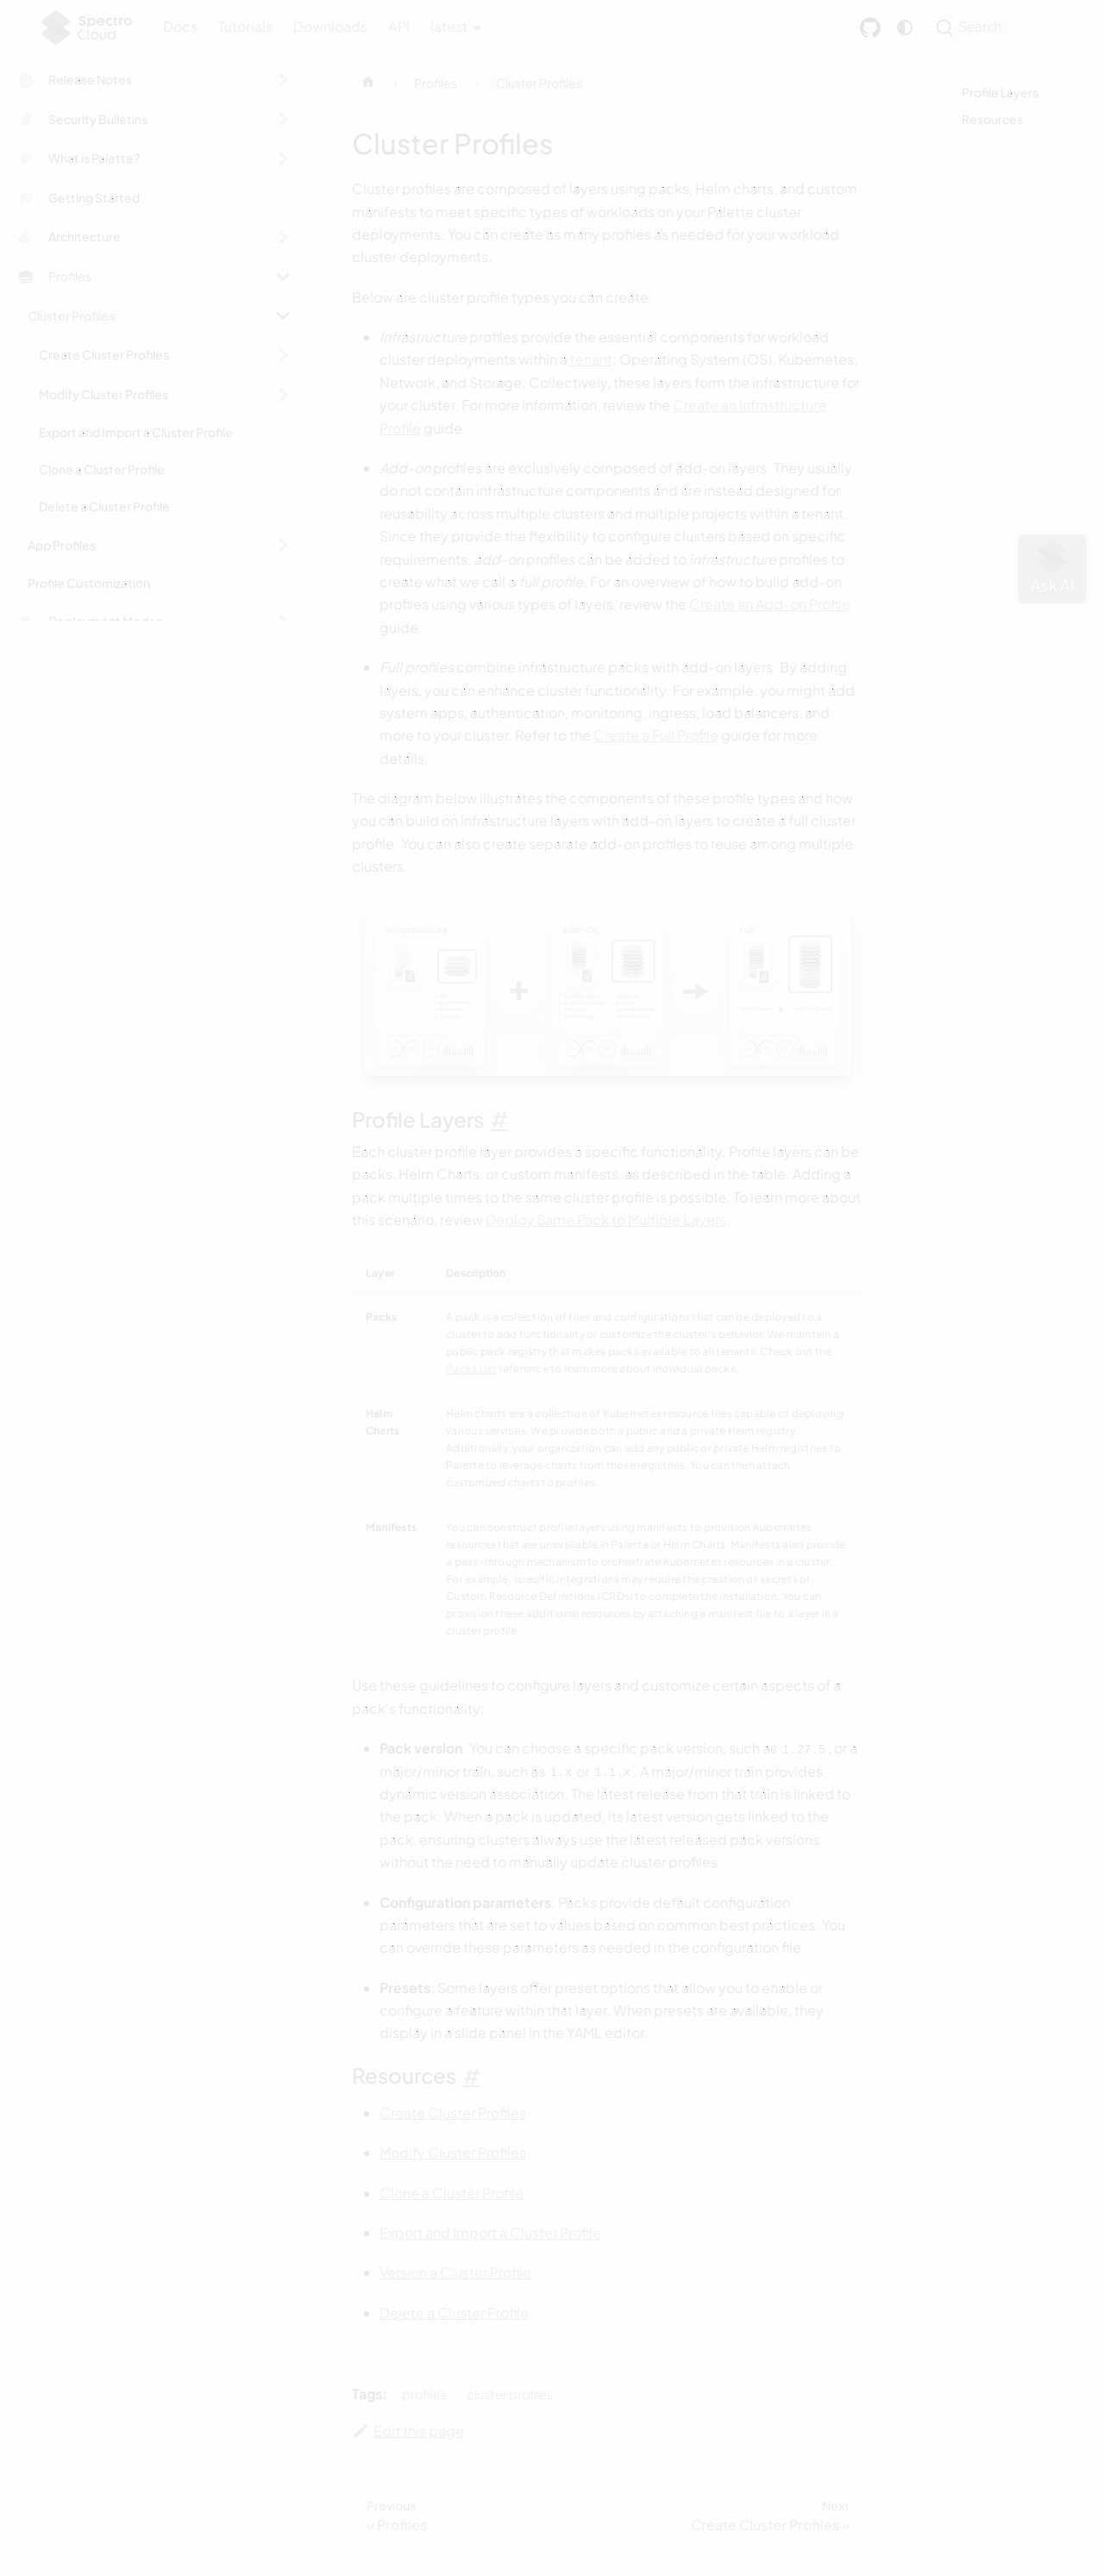 Spectro Cloud
Docs Tutorials Downloads API latest
Search
Release Notes
Security Bulletins
What is Palette?
Getting Started
Architecture
Profiles
Cluster Profiles
Create Cluster Profiles
Modify Cluster Profiles
Export and Import a Cluster Profile
Clone a Cluster Profile
Delete a Cluster Profile
App Profiles
Profile Customization
Deployment Modes
Profiles Cluster Profiles
Cluster Profiles
Cluster profiles are composed of layers using packs, Helm charts, and custom
manifests to meet specific types of workloads on your Palette cluster
deployments. You can create as many profiles as needed for your workload
cluster deployments.
Below are cluster profile types you can create:
Infrastructure profiles provide the essential components for workload
cluster deployments within a tenant: Operating System (OS), Kubernetes,
Network, and Storage. Collectively, these layers form the infrastructure for
your cluster. For more information, review the Create an Infrastructure
Profile guide.
Add-on profiles are exclusively composed of add-on layers. They usually
do not contain infrastructure components and are instead designed for
reusability across multiple clusters and multiple projects within a tenant.
Since they provide the flexibility to configure clusters based on specific
requirements, add-on profiles can be added to infrastructure profiles to
create what we call a full profile. For an overview of how to build add-on
profiles using various types of layers, review the Create an Add-on Profile
guide.
Full profiles combine infrastructure packs with add-on layers. By adding
layers, you can enhance cluster functionality. For example, you might add
system apps, authentication, monitoring, ingress, load balancers, and
more to your cluster. Refer to the Create a Full Profile guide for more
details.
The diagram below illustrates the components of these profile types and how
you can build on infrastructure layers with add-on layers to create a full cluster
profile. You can also create separate add-on profiles to reuse among multiple
clusters.
Infrastructure Add-On Full
Profile Layers #
Each cluster profile layer provides a specific functionality. Profile layers can be
packs, Helm Charts, or custom manifests, as described in the table. Adding a
pack multiple times to the same cluster profile is possible. To learn more about
this scenario, review Deploy Same Pack to Multiple Layers.
Layer Description
Packs A pack is a collection of files and configurations that can be deployed to a
cluster to add functionality or customize the cluster's behavior. We maintain a
public pack registry that makes packs available to all tenants. Check out the
Packs List reference to learn more about individual packs.
Helm Charts Helm charts are a collection of Kubernetes resource files capable of deploying
various services. We provide both a public and a private Helm registry.
Additionally, your organization can add any public or private Helm registries to
Palette to leverage charts from those registries. You can then attach
customized charts to profiles.
Manifests You can construct profile layers using manifests to provision Kubernetes
resources that are unavailable in Palette or Helm Charts. Manifests also provide
a pass-through mechanism to orchestrate Kubernetes resources in a cluster.
For example, specific integrations may require the creation of secrets or
Custom Resource Definitions (CRDs) to complete the installation. You can
provision these additional resources by attaching a manifest file to a layer in a
cluster profile.
Use these guidelines to configure layers and customize certain aspects of a
pack's functionality:
Pack version: You can choose a specific pack version, such as 1.27.5, or a
major/minor train, such as 1.x or 1.1.x. A major/minor train provides
dynamic version association. The latest release from that train is linked to
the pack. When a pack is updated, its latest version gets linked to the
pack, ensuring clusters always use the latest released pack versions
without the need to manually update cluster profiles.
Configuration parameters: Packs provide default configuration
parameters that are set to values based on common best practices. You
can override these parameters as needed in the configuration file.
Presets: Some layers offer preset options that allow you to enable or
configure a feature within that layer. When presets are available, they
display in a slide panel in the YAML editor.
Resources #
Create Cluster Profiles
Modify Cluster Profiles
Clone a Cluster Profile
Export and Import a Cluster Profile
Version a Cluster Profile
Delete a Cluster Profile
Tags: profiles cluster profiles
Edit this page
Previous
« Profiles
Next
Create Cluster Profiles »
Profile Layers
Resources
Ask AI